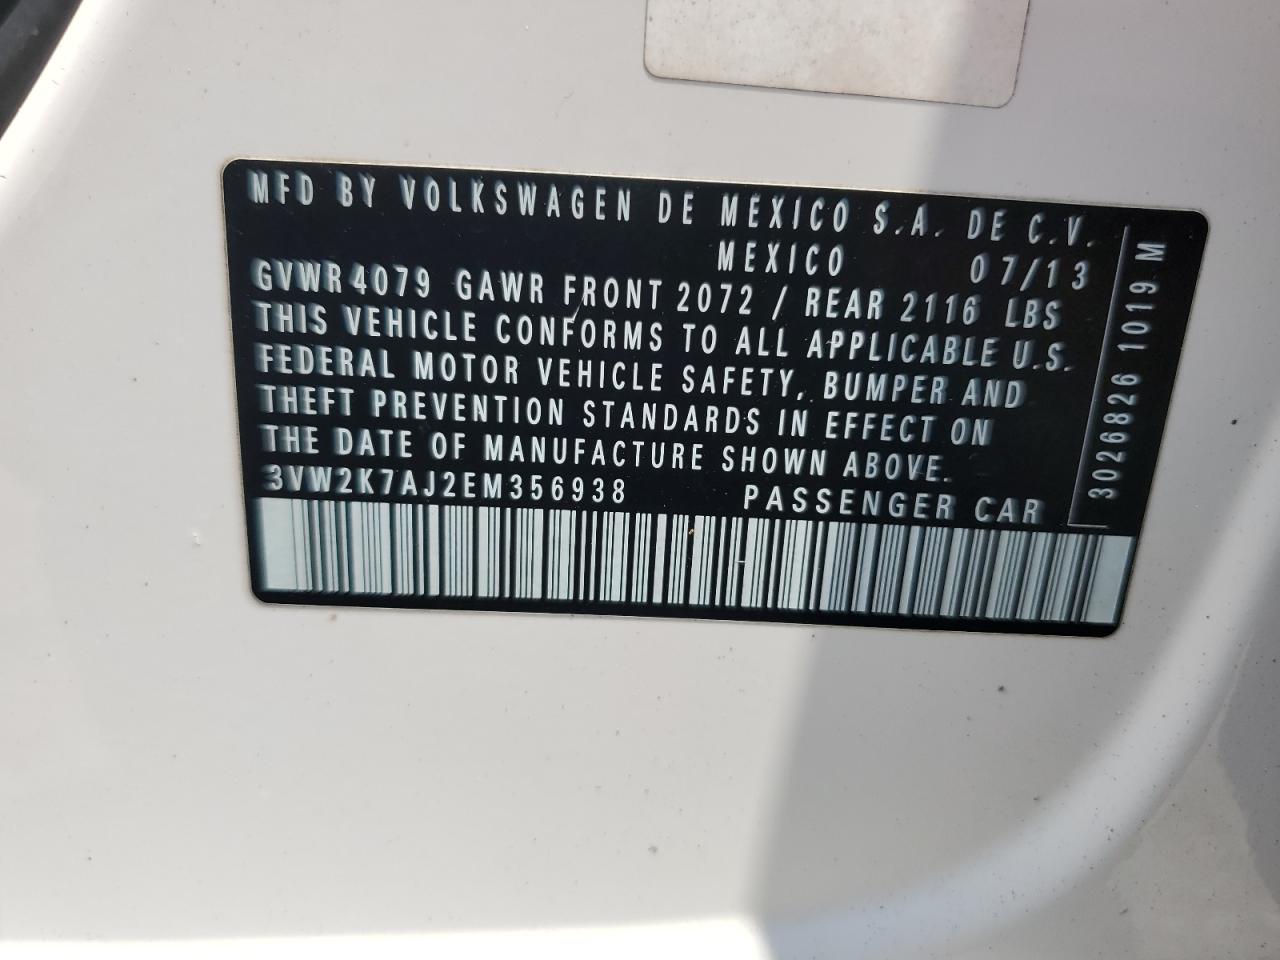 MFD BY VOLKSWAGEN DE MEXICO S.A. DE C.V.
MEXICO 07/13
GVWR 4079 GAWR FRONT 2072 / REAR 2116 LBS
THIS VEHICLE CONFORMS TO ALL APPLICABLE U.S.
FEDERAL MOTOR VEHICLE SAFETY, BUMPER AND
THEFT PREVENTION STANDARDS IN EFFECT ON
THE DATE OF MANUFACTURE SHOWN ABOVE.
3VW2K7AJ2EM356938 PASSENGER CAR
3026826 1019 M